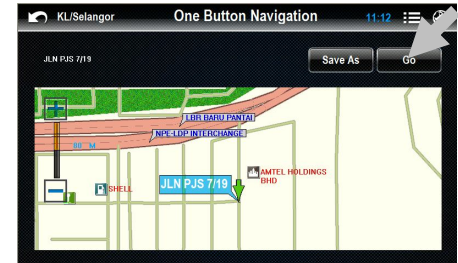 KL/Selangor
One Button Navigation
11:12
JLN PJS 7/19
Save As
Go
LBR BARU PANTAI
NPE-LDP INTERCHANGE
SHELL
JLN PJS 7/19
AMTEL HOLDINGS
BHD